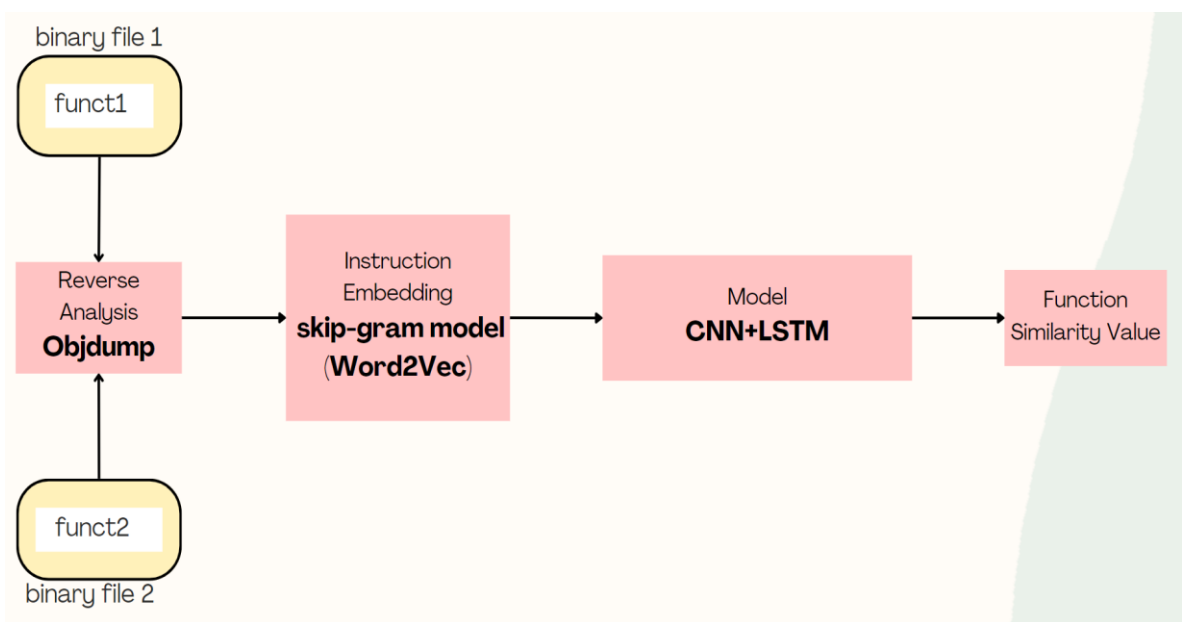 binary file 1
funct1
Reverse
Analysis
Objdump
funct2
binary file 2
Instruction
Embedding
skip-gram model
(Word2Vec)
Model
CNN+LSTM
Function
Similarity Value